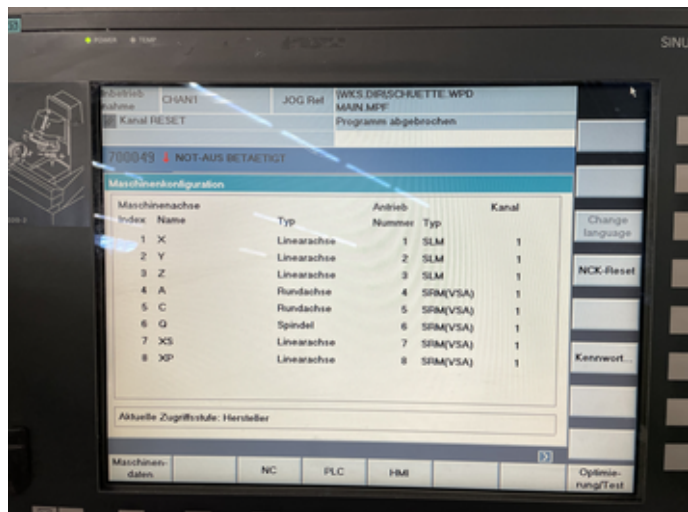 POWER TEMP
SINU
Inbetrieb
nahme
CHAN1
JOG Ref
\WKS.DIR\SCHUETTE.WPD
MAIN.MPF
Kanal RESET
Programm abgebrochen
700049 NOT-AUS BETAETIGT
Maschinenkonfiguration
Maschinenachse Antrieb Kanal
Index Name Typ Nummer Typ
1 X Linearachse 1 SLM 1
2 Y Linearachse 2 SLM 1
3 Z Linearachse 3 SLM 1
4 A Rundachse 4 SRM(VSA) 1
5 C Rundachse 5 SRM(VSA) 1
6 Q Spindel 6 SRM(VSA) 1
7 XS Linearachse 7 SRM(VSA) 1
8 XP Linearachse 8 SRM(VSA) 1
Aktuelle Zugriffsstufe: Hersteller
Change
language
NCK-Reset
Kennwort...
Maschinen-
daten
NC PLC HMI
Optimie-
rung/Test